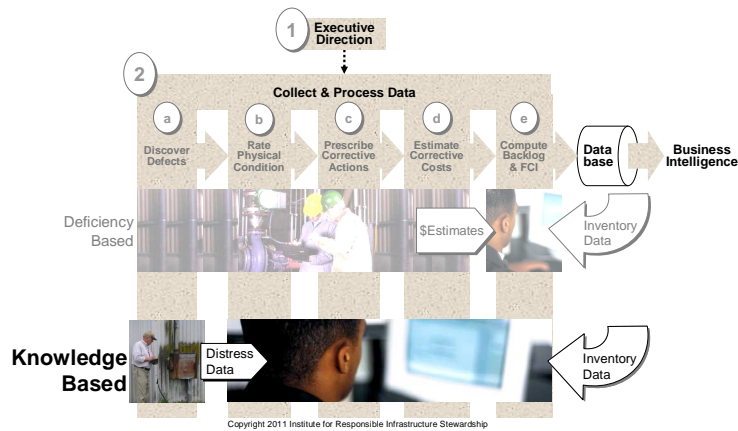 1
Executive
Direction
2
Collect & Process Data
a
b
c
d
e
Discover
Defects
Rate
Physical
Condition
Prescribe
Corrective
Actions
Estimate
Corrective
Costs
Compute
Backlog
& FCI
Data
base
Business
Intelligence
Deficiency
Based
$Estimates
Inventory
Data
Knowledge
Based
Distress
Data
Inventory
Data
Copyright 2011 Institute for Responsible Infrastructure Stewardship